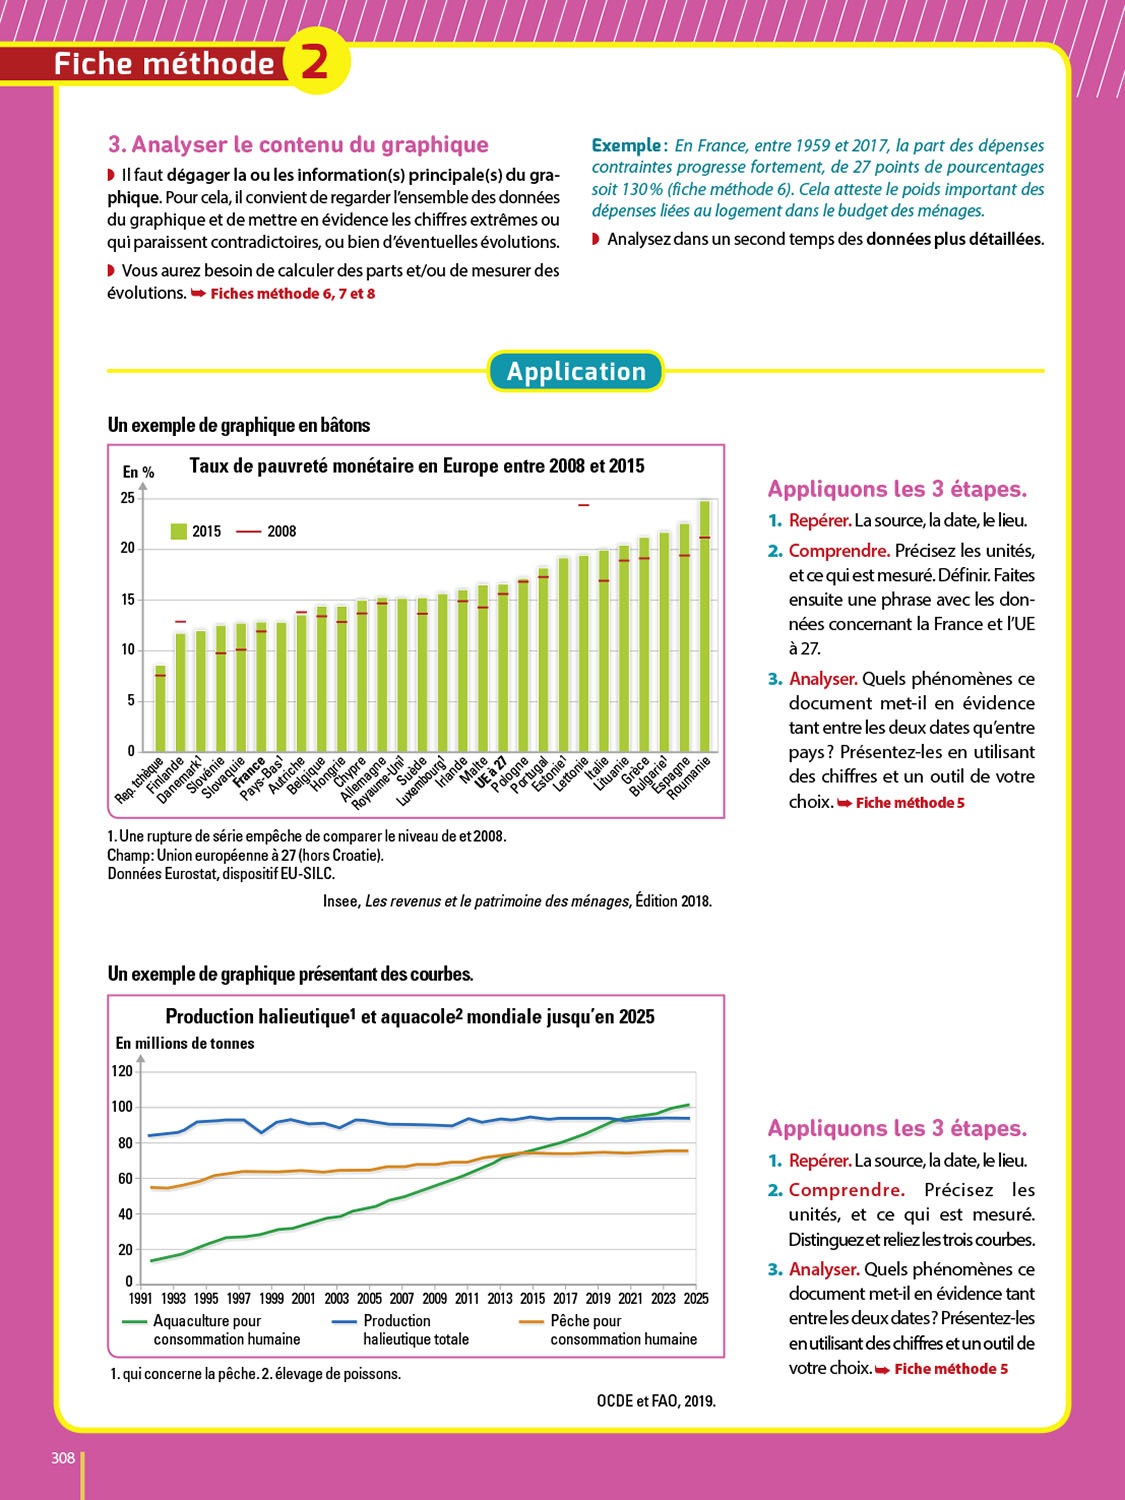 Fiche méthode 2
3. Analyser le contenu du graphique
◗ Il faut dégager la ou les information(s) principale(s) du gra-
phique. Pour cela, il convient de regarder l'ensemble des données
du graphique et de mettre en évidence les chiffres extrêmes ou
qui paraissent contradictoires, ou bien d'éventuelles évolutions.
◗ Vous aurez besoin de calculer des parts et/ou de mesurer des
évolutions. ➥ Fiches méthode 6, 7 et 8
Exemple : En France, entre 1959 et 2017, la part des dépenses
contraintes progresse fortement, de 27 points de pourcentages
soit 130 % (fiche méthode 6). Cela atteste le poids important des
dépenses liées au logement dans le budget des ménages.
◗ Analysez dans un second temps des données plus détaillées.
Application
Un exemple de graphique en bâtons
En %
Taux de pauvreté monétaire en Europe entre 2008 et 2015
25
20
15
10
5
0
2015
2008
Rep. tchèque
Finlande
Danemark¹
Slovénie
Slovaquie
France
Pays-Bas¹
Autriche
Belgique
Hongrie
Chypre
Allemagne
Royaume-Uni¹
Suède
Luxembourg¹
Irlande
Malte
UE à 27
Pologne
Portugal
Estonie¹
Lettonie
Italie
Lituanie
Grèce
Bulgarie¹
Espagne
Roumanie
1. Une rupture de série empêche de comparer le niveau de et 2008.
Champ : Union européenne à 27 (hors Croatie).
Données Eurostat, dispositif EU-SILC.
Insee, Les revenus et le patrimoine des ménages, Édition 2018.
Appliquons les 3 étapes.
1. Repérer. La source, la date, le lieu.
2. Comprendre. Précisez les unités,
et ce qui est mesuré. Définir. Faites
ensuite une phrase avec les don-
nées concernant la France et l'UE
à 27.
3. Analyser. Quels phénomènes ce
document met-il en évidence
tant entre les deux dates qu'entre
pays ? Présentez-les en utilisant
des chiffres et un outil de votre
choix. ➥ Fiche méthode 5
Un exemple de graphique présentant des courbes.
Production halieutique¹ et aquacole² mondiale jusqu'en 2025
En millions de tonnes
120
100
80
60
40
20
0
1991 1993 1995 1997 1999 2001 2003 2005 2007 2009 2011 2013 2015 2017 2019 2021 2023 2025
Aquaculture pour
consommation humaine
Production
halieutique totale
Pêche pour
consommation humaine
1. qui concerne la pêche. 2. élevage de poissons.
OCDE et FAO, 2019.
Appliquons les 3 étapes.
1. Repérer. La source, la date, le lieu.
2. Comprendre. Précisez les
unités, et ce qui est mesuré.
Distinguez et reliez les trois courbes.
3. Analyser. Quels phénomènes ce
document met-il en évidence tant
entre les deux dates ? Présentez-les
en utilisant des chiffres et un outil de
votre choix. ➥ Fiche méthode 5
308